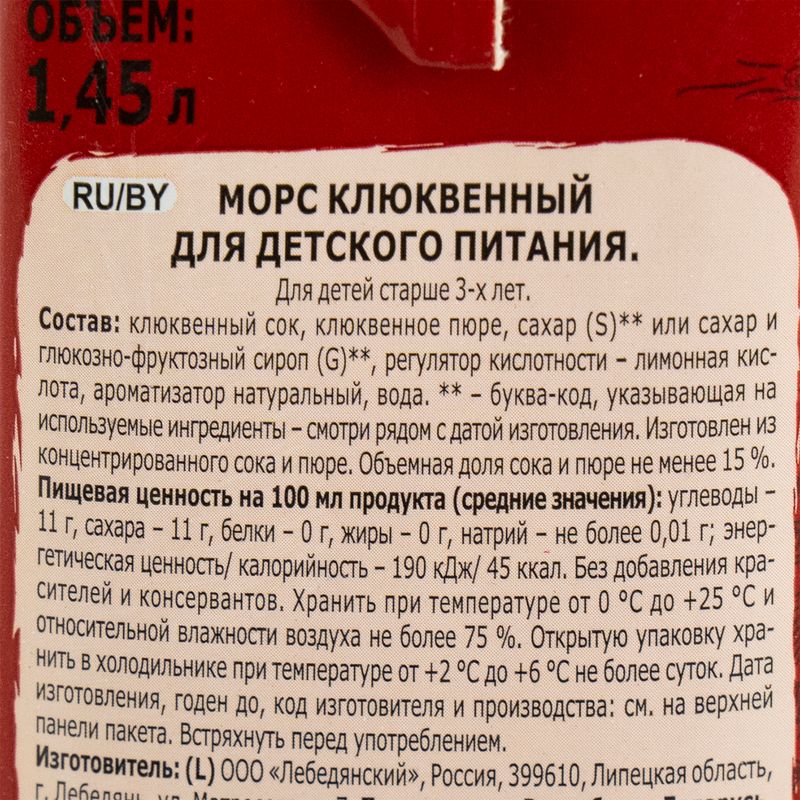 ОБЪЕМ:
1,45 л
RU/BY
МОРС КЛЮКВЕННЫЙ
ДЛЯ ДЕТСКОГО ПИТАНИЯ.
Для детей старше 3-х лет.
Состав: клюквенный сок, клюквенное пюре, сахар (S)** или сахар и
глюкозно-фруктозный сироп (G)**, регулятор кислотности – лимонная кис-
лота, ароматизатор натуральный, вода. ** – буква-код, указывающая на
используемые ингредиенты – смотри рядом с датой изготовления. Изготовлен из
концентрированного сока и пюре. Объемная доля сока и пюре не менее 15 %.
Пищевая ценность на 100 мл продукта (средние значения): углеводы –
11 г, сахара – 11 г, белки – 0 г, жиры – 0 г, натрий – не более 0,01 г; энер-
гетическая ценность/ калорийность – 190 кДж/ 45 ккал. Без добавления кра-
сителей и консервантов. Хранить при температуре от 0 °C до +25 °C и
относительной влажности воздуха не более 75 %. Открытую упаковку хра-
нить в холодильнике при температуре от +2 °C до +6 °C не более суток. Дата
изготовления, годен до, код изготовителя и производства: см. на верхней
панели пакета. Встряхнуть перед употреблением.
Изготовитель: (L) ООО «Лебедянский», Россия, 399610, Липецкая область,
г. Лебедянь, ул.